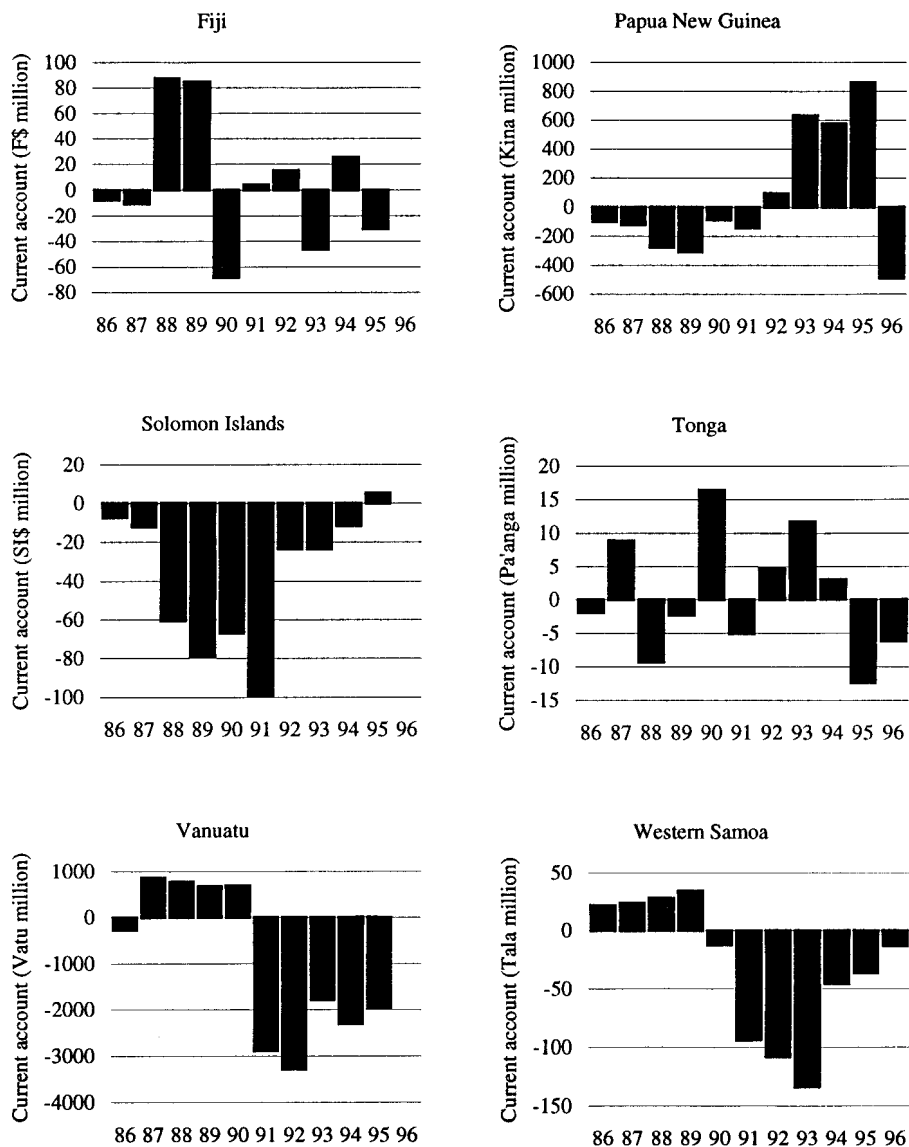 Fiji
Current account (F$ million)
100
80
60
40
20
0
-20
-40
-60
-80
86 87 88 89 90 91 92 93 94 95 96
Papua New Guinea
Current account (Kina million)
1000
800
600
400
200
0
-200
-400
-600
86 87 88 89 90 91 92 93 94 95 96
Solomon Islands
Current account (SI$ million)
20
0
-20
-40
-60
-80
-100
86 87 88 89 90 91 92 93 94 95 96
Tonga
Current account (Pa'anga million)
20
15
10
5
0
-5
-10
-15
86 87 88 89 90 91 92 93 94 95 96
Vanuatu
Current account (Vatu million)
1000
0
-1000
-2000
-3000
-4000
86 87 88 89 90 91 92 93 94 95 96
Western Samoa
Current account (Tala million)
50
0
-50
-100
-150
86 87 88 89 90 91 92 93 94 95 96